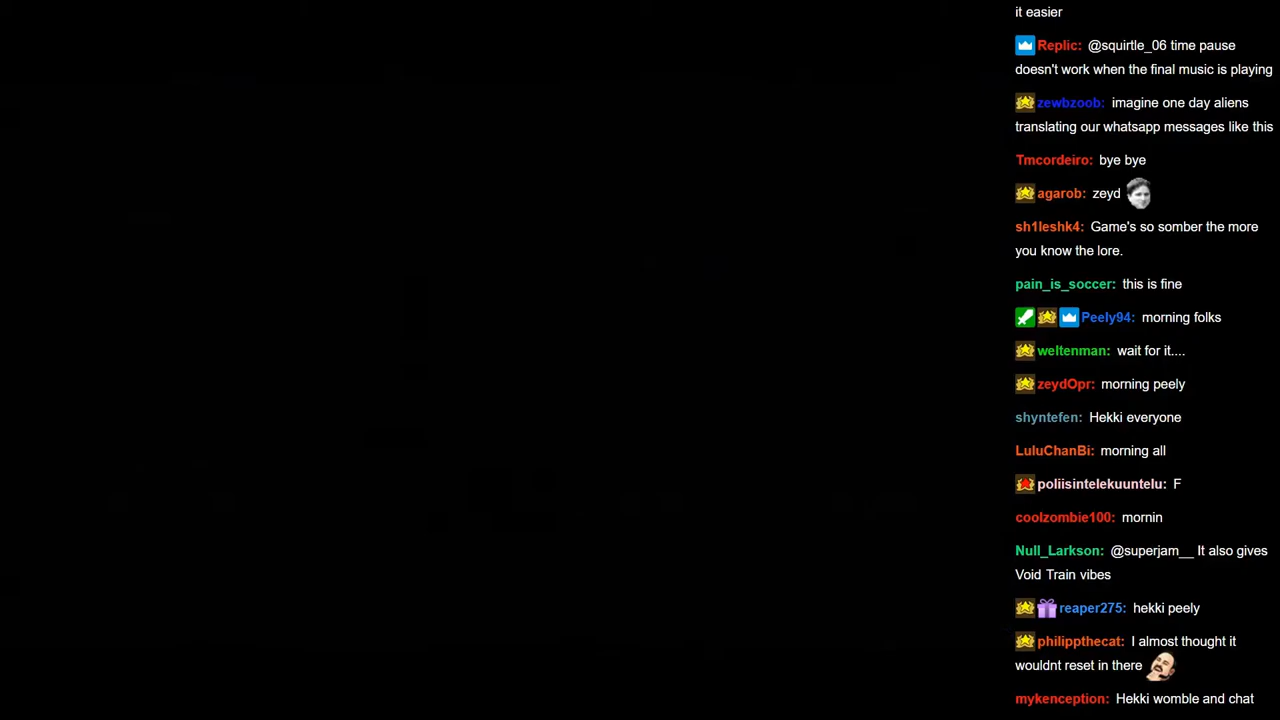 it easier
Replic: @squirtle_06 time pause
doesn't work when the final music is playing
zewbzoob: imagine one day aliens
translating our whatsapp messages like this
Tmcordeiro: bye bye
agarob: zeyd
sh1leshk4: Game's so somber the more
you know the lore.
pain_is_soccer: this is fine
Peely94: morning folks
weltenman: wait for it....
zeydOpr: morning peely
shyntefen: Hekki everyone
LuluChanBi: morning all
poliisintelekuuntelu: F
coolzombie100: mornin
Null_Larkson: @superjam__ It also gives
Void Train vibes
reaper275: hekki peely
philippthecat: I almost thought it
wouldnt reset in there
mykenception: Hekki womble and chat